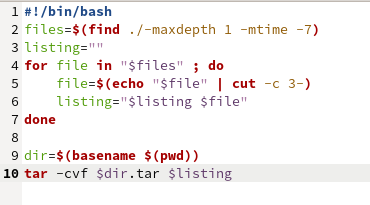 1 #!/bin/bash
2 files=$(find ./-maxdepth 1 -mtime -7)
3 listing=""
4 for file in "$files" ; do
5     file=$(echo "$file" | cut -c 3-)
6     listing="$listing $file"
7 done
8
9 dir=$(basename $(pwd))
10 tar -cvf $dir.tar $listing